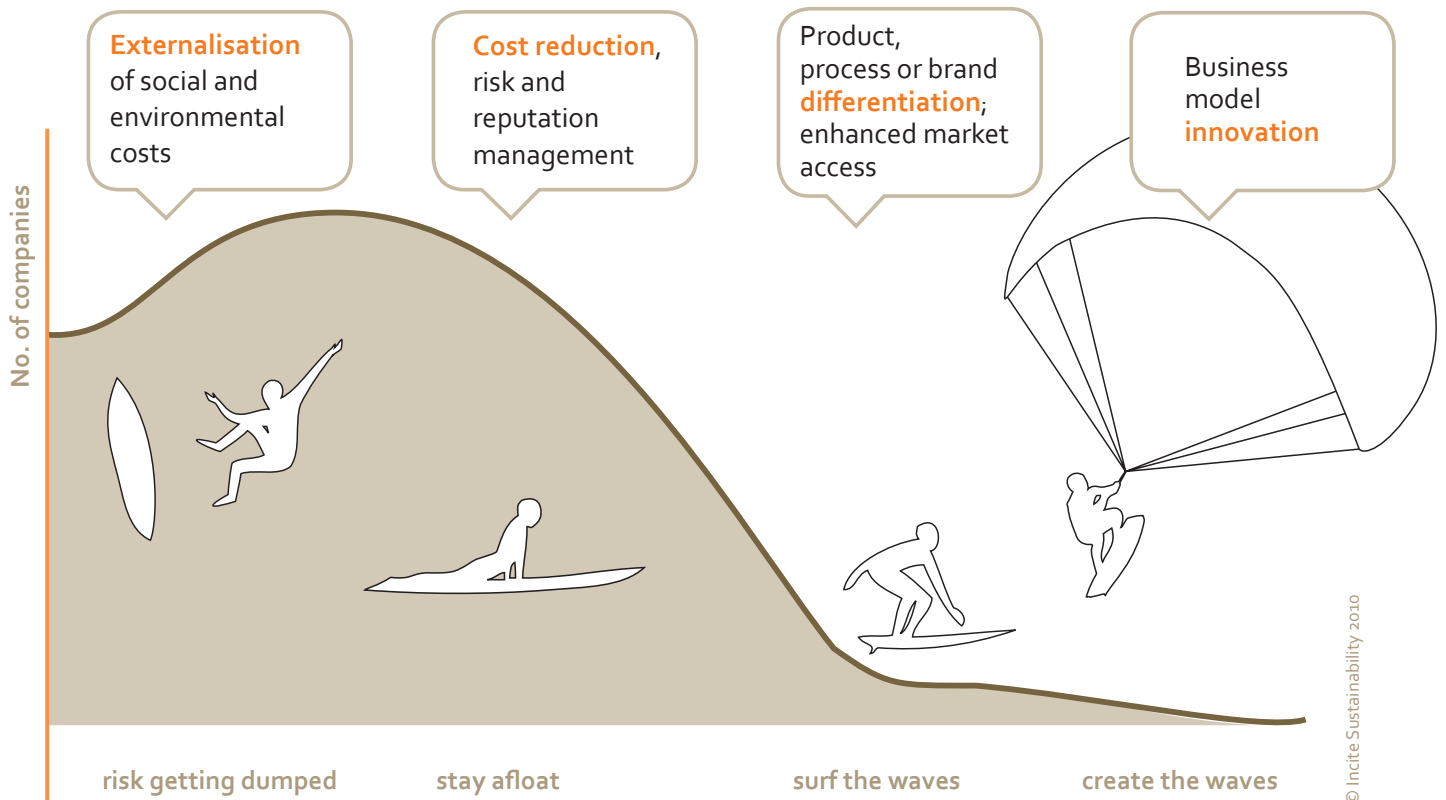 Externalisation
of social and
environmental
costs
Cost reduction,
risk and
reputation
management
Product,
process or brand
differentiation;
enhanced market
access
Business
model
innovation
No. of companies
risk getting dumped
stay afloat
surf the waves
create the waves
© Incite Sustainability 2010